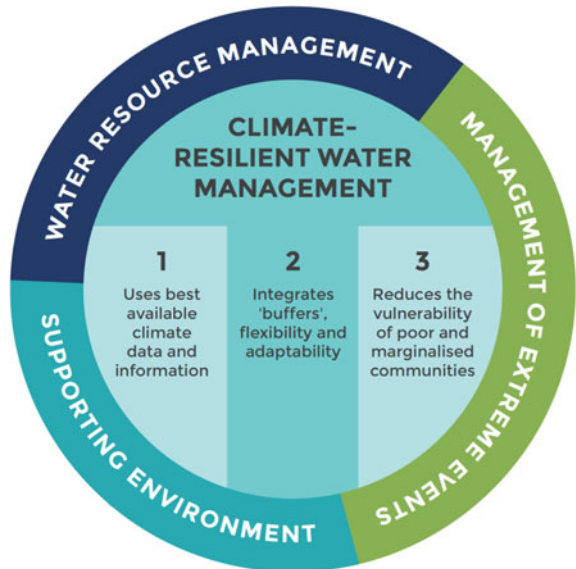 WATER RESOURCE MANAGEMENT
MANAGEMENT OF EXTREME EVENTS
SUPPORTING ENVIRONMENT
CLIMATE-
RESILIENT WATER
MANAGEMENT
1
Uses best
available
climate
data and
information
2
Integrates
'buffers',
flexibility and
adaptability
3
Reduces the
vulnerability
of poor and
marginalised
communities